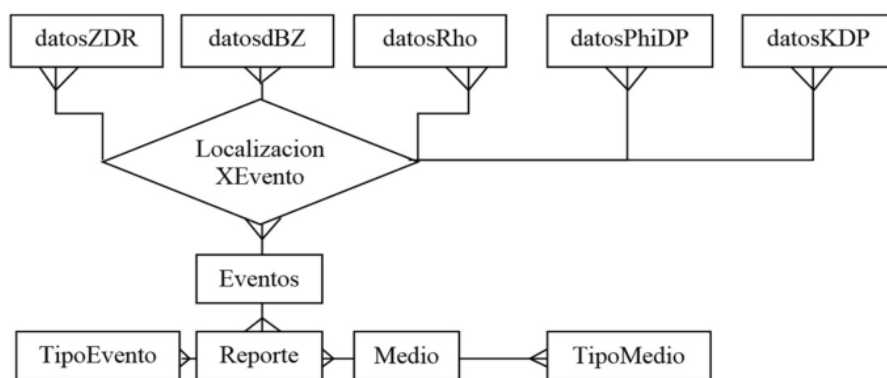 datosZDR
datosdBZ
datosRho
datosPhiDP
datosKDP
Localizacion
XEvento
Eventos
TipoEvento
Reporte
Medio
TipoMedio